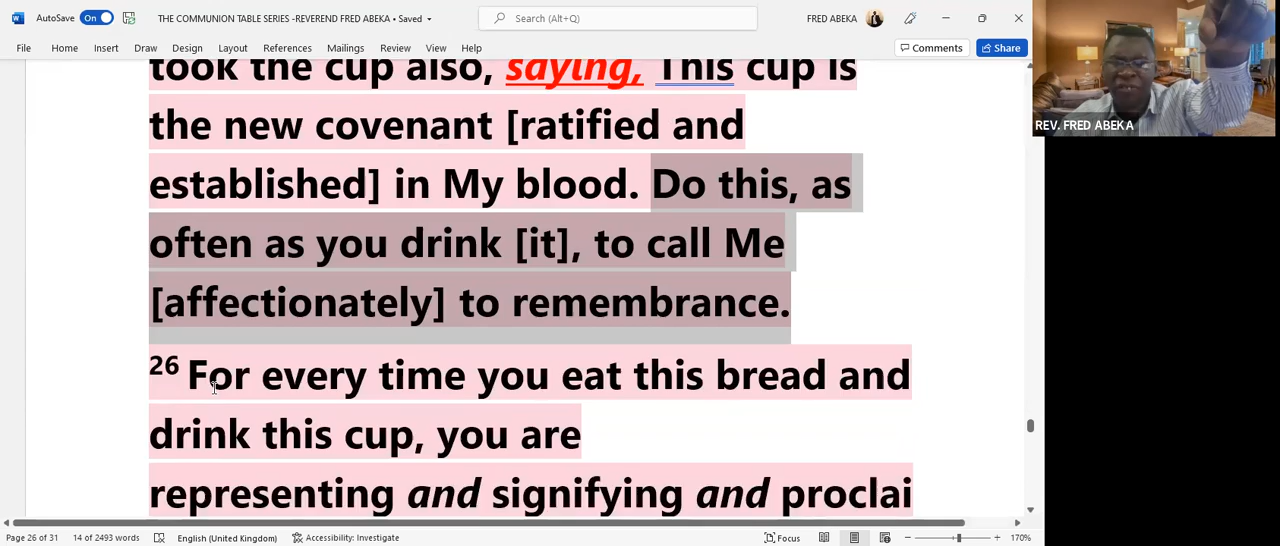 AutoSave On THE COMMUNION TABLE SERIES -REVEREND FRED ABEKA • Saved Search (Alt+Q) FRED ABEKA
File Home Insert Draw Design Layout References Mailings Review View Help Comments Share
took the cup also, saying, This cup is
the new covenant [ratified and
established] in My blood. Do this, as
often as you drink [it], to call Me
[affectionately] to remembrance.
26 For every time you eat this bread and
drink this cup, you are
representing and signifying and proclai
REV. FRED ABEKA
Page 26 of 31 14 of 2493 words English (United Kingdom) Accessibility: Investigate Focus 170%